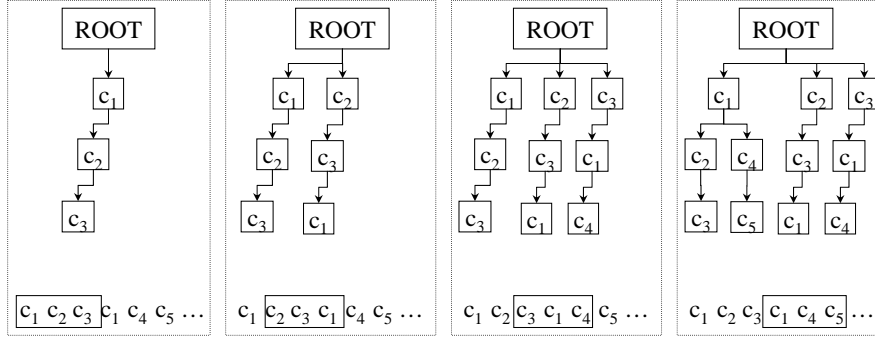 ROOT ROOT ROOT ROOT
c₁ c₁ c₂ c₁ c₂ c₃ c₁ c₂ c₃
c₂ c₂ c₃ c₂ c₃ c₁ c₂ c₄ c₃ c₁
c₃ c₃ c₁ c₃ c₁ c₄ c₃ c₅ c₁ c₄
c₁ c₂ c₃ c₁ c₄ c₅ … c₁ c₂ c₃ c₁ c₄ c₅ … c₁ c₂ c₃ c₁ c₄ c₅ … c₁ c₂ c₃ c₁ c₄ c₅ …